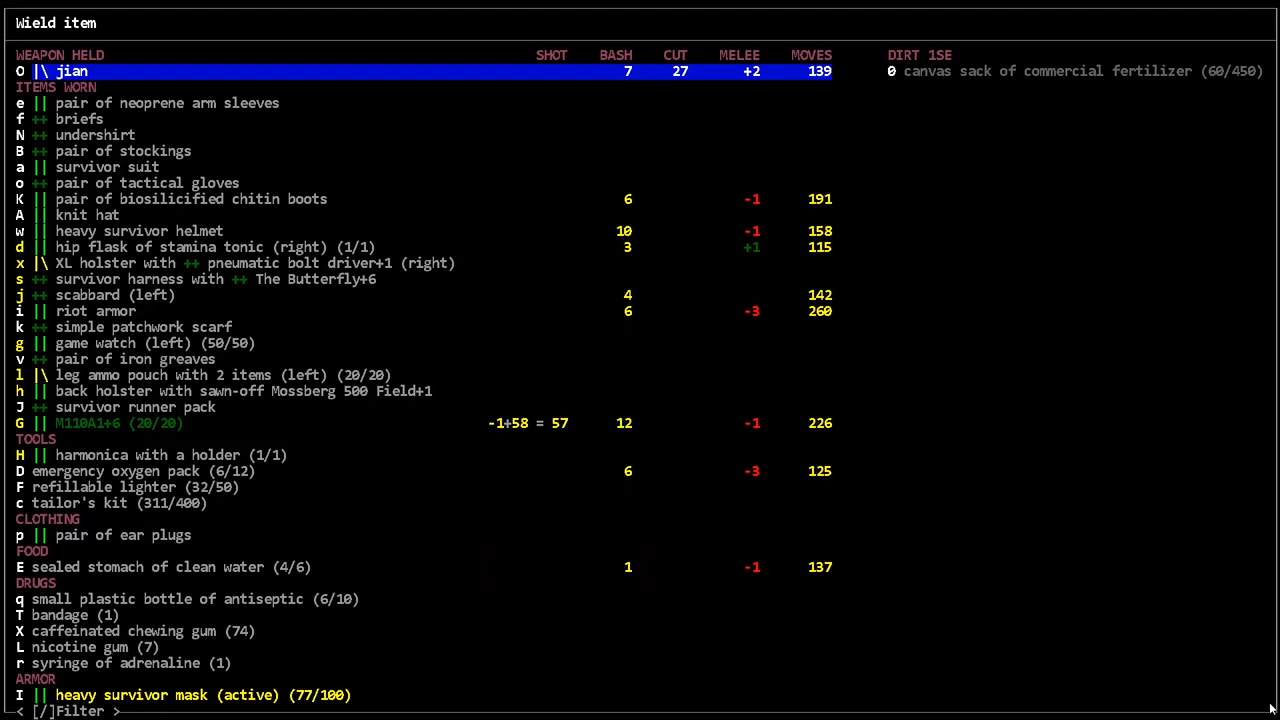 Wield item
WEAPON HELD SHOT BASH CUT MELEE MOVES DIRT 1SE
O |\ jian 7 27 +2 139 0 canvas sack of commercial fertilizer (60/450)
ITEMS WORN
e || pair of neoprene arm sleeves
f ++ briefs
N ++ undershirt
B ++ pair of stockings
a || survivor suit
o ++ pair of tactical gloves
K || pair of biosilicified chitin boots 6 -1 191
A || knit hat
w || heavy survivor helmet 10 -1 158
d || hip flask of stamina tonic (right) (1/1) 3 +1 115
x |\ XL holster with ++ pneumatic bolt driver+1 (right)
s ++ survivor harness with ++ The Butterfly+6
j ++ scabbard (left) 4 142
i || riot armor 6 -3 260
k ++ simple patchwork scarf
g || game watch (left) (50/50)
v ++ pair of iron greaves
l |\ leg ammo pouch with 2 items (left) (20/20)
h || back holster with sawn-off Mossberg 500 Field+1
J ++ survivor runner pack
G || M110A1+6 (20/20) -1+58 = 57 12 -1 226
TOOLS
H || harmonica with a holder (1/1)
D emergency oxygen pack (6/12) 6 -3 125
F refillable lighter (32/50)
c tailor's kit (311/400)
CLOTHING
p || pair of ear plugs
FOOD
E sealed stomach of clean water (4/6) 1 -1 137
DRUGS
q small plastic bottle of antiseptic (6/10)
T bandage (1)
X caffeinated chewing gum (74)
L nicotine gum (7)
r syringe of adrenaline (1)
ARMOR
I || heavy survivor mask (active) (77/100)
< [/]Filter >